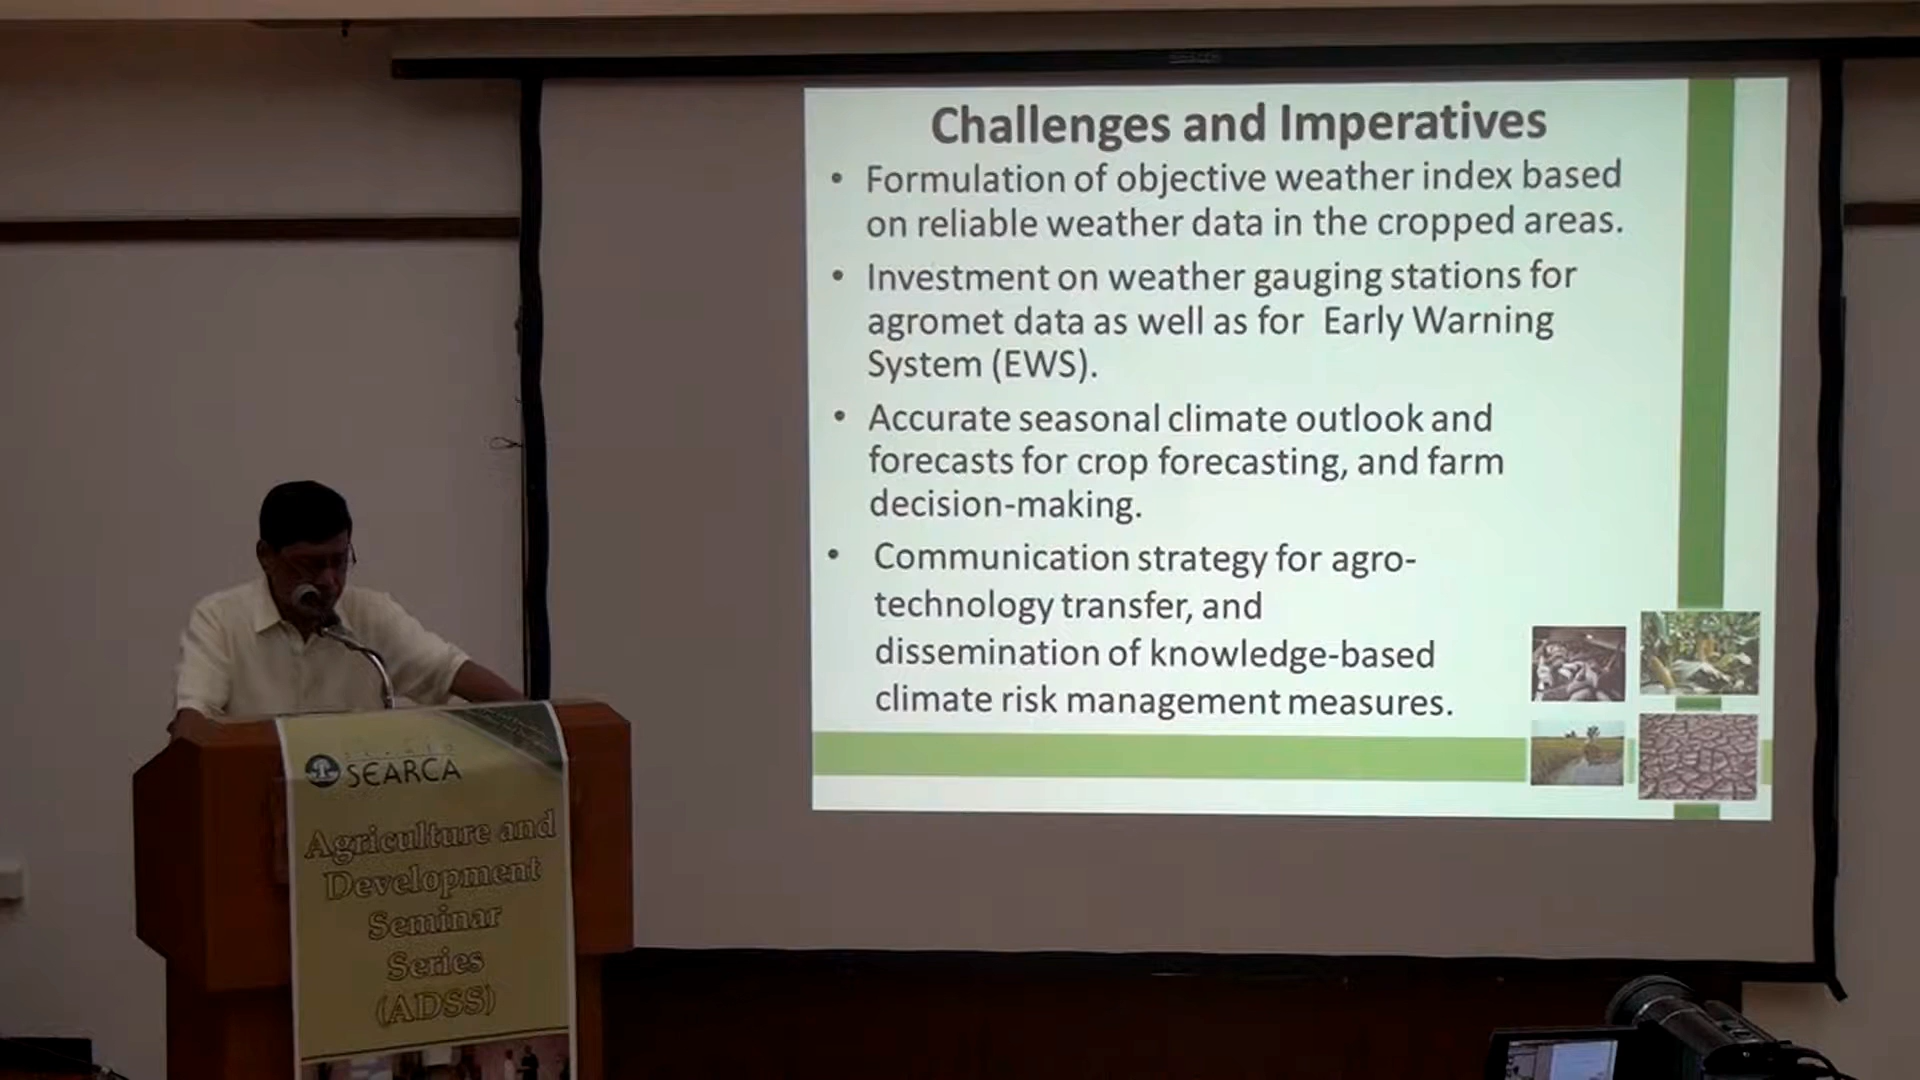 Challenges and Imperatives
• Formulation of objective weather index based
on reliable weather data in the cropped areas.
• Investment on weather gauging stations for
agromet data as well as for Early Warning
System (EWS).
• Accurate seasonal climate outlook and
forecasts for crop forecasting, and farm
decision-making.
• Communication strategy for agro-
technology transfer, and
dissemination of knowledge-based
climate risk management measures.
SEARCA
Agriculture and
Development
Seminar
Series
(ADSS)